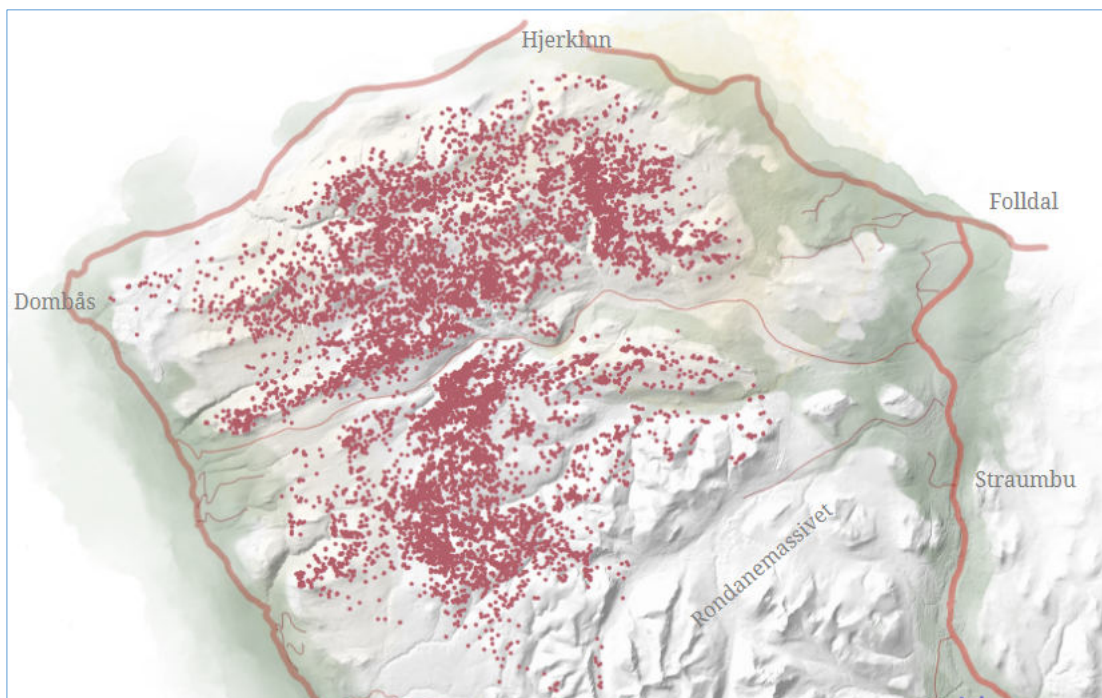 Hjerkinn
Folldal
Dombås
Straumbu
Rondanemassivet